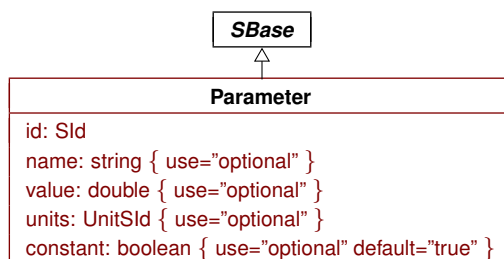 SBase
Parameter
id: SId
name: string { use=”optional” }
value: double { use=”optional” }
units: UnitSId { use=”optional” }
constant: boolean { use=”optional” default=”true” }